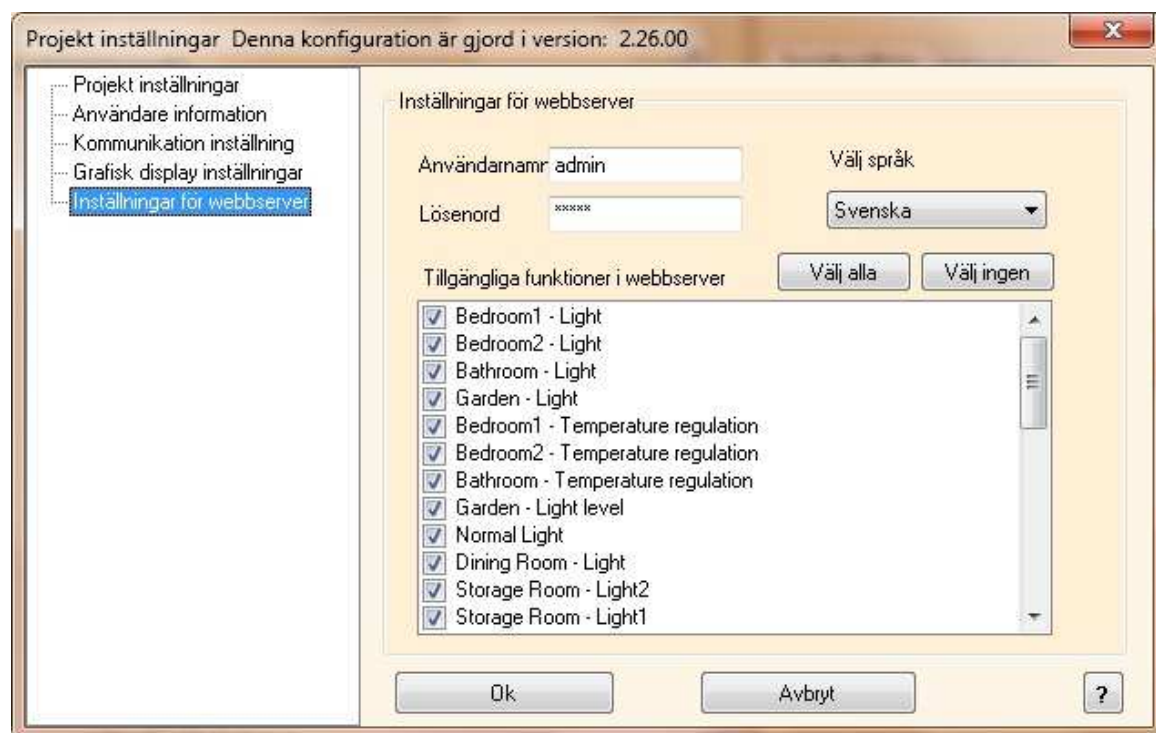 Projekt inställningar Denna konfiguration är gjord i version: 2.26.00
Projekt inställningar
Användare information
Kommunikation inställning
Grafisk display inställningar
Inställningar för webbserver
Inställningar för webbserver
Användarnamr admin
Välj språk
Lösenord *****
Svenska
Tillgängliga funktioner i webbserver
Välj alla
Välj ingen
Bedroom1 - Light
Bedroom2 - Light
Bathroom - Light
Garden - Light
Bedroom1 - Temperature regulation
Bedroom2 - Temperature regulation
Bathroom - Temperature regulation
Garden - Light level
Normal Light
Dining Room - Light
Storage Room - Light2
Storage Room - Light1
Ok
Avbryt
?